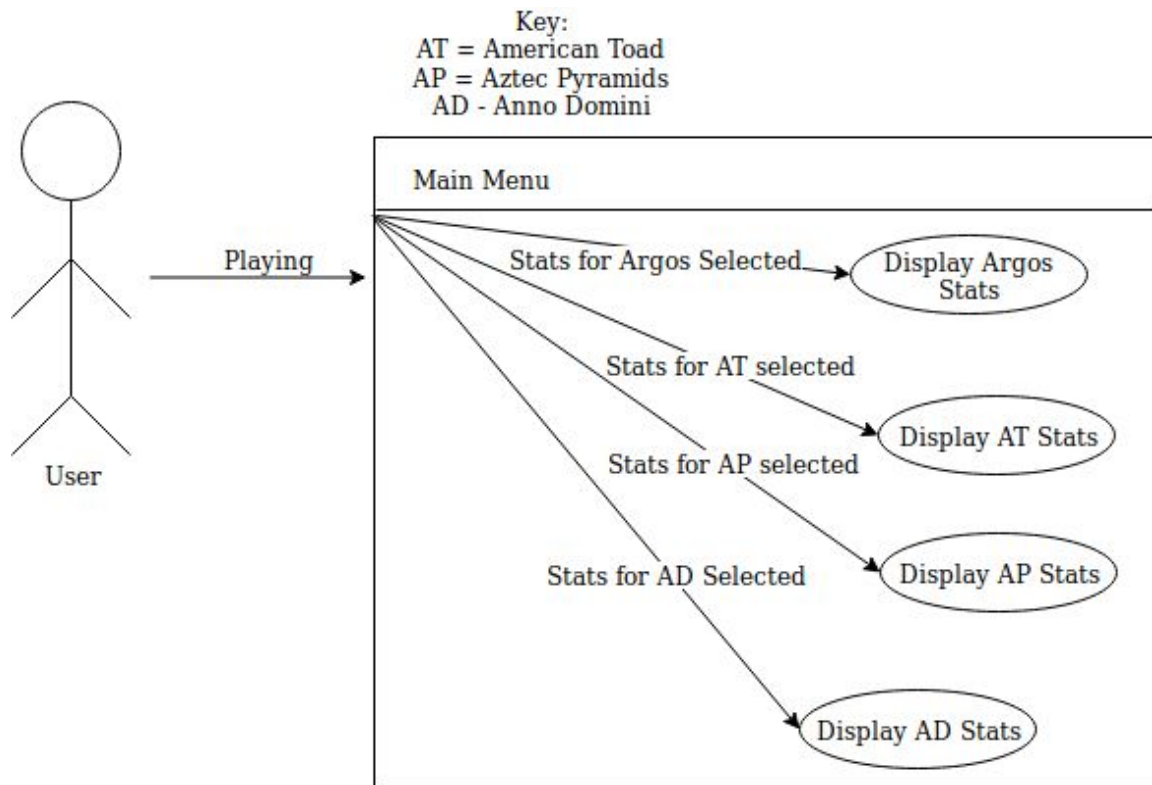 Key:
AT = American Toad
AP = Aztec Pyramids
AD - Anno Domini
Main Menu
Playing
User
Stats for Argos Selected
Display Argos
Stats
Stats for AT selected
Display AT Stats
Stats for AP selected
Display AP Stats
Stats for AD Selected
Display AD Stats